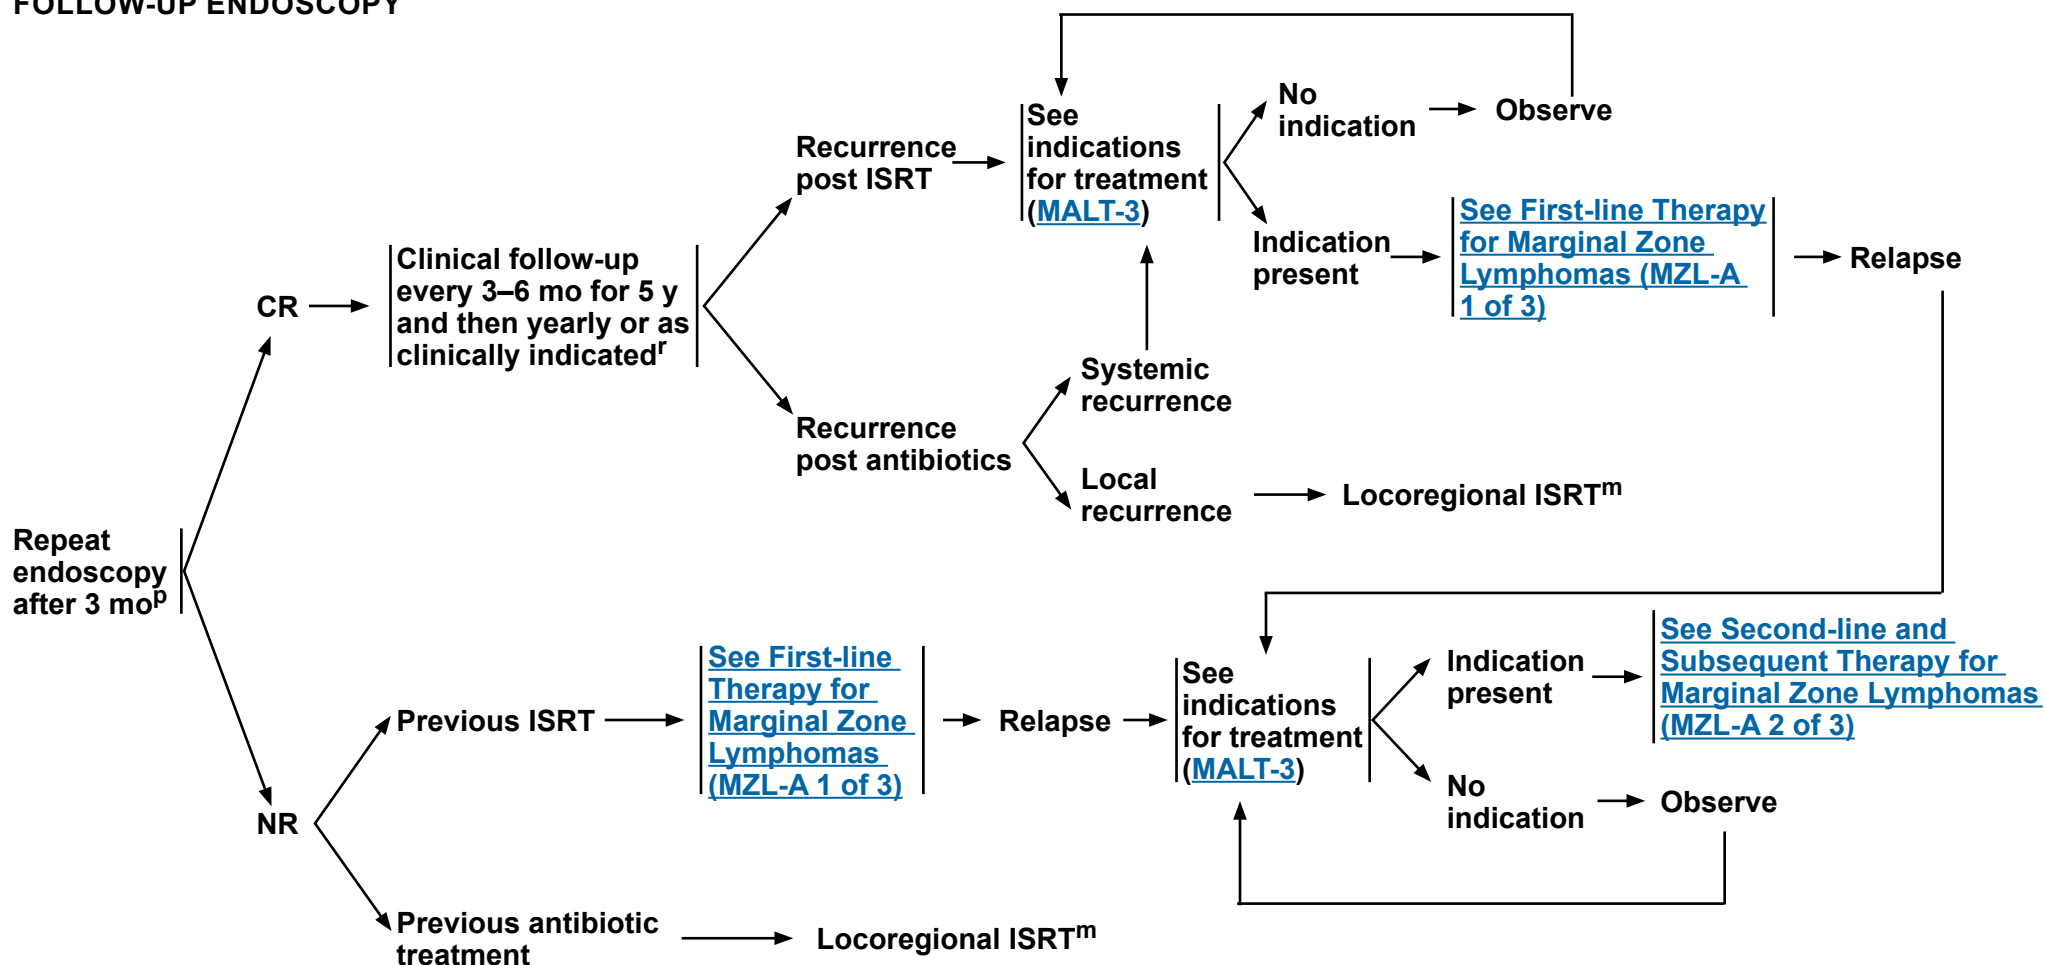 FOLLOW-UP ENDOSCOPY
Repeat
endoscopy
after 3 moᵖ
CR
Clinical follow-up
every 3–6 mo for 5 y
and then yearly or as
clinically indicatedʳ
Recurrence
post ISRT
See
indications
for treatment
(MALT-3)
No
indication
Observe
Indication
present
See First-line Therapy
for Marginal Zone
Lymphomas (MZL-A
1 of 3)
Relapse
Recurrence
post antibiotics
Systemic
recurrence
Local
recurrence
Locoregional ISRTᵐ
NR
Previous ISRT
See First-line
Therapy for
Marginal Zone
Lymphomas
(MZL-A 1 of 3)
Relapse
See
indications
for treatment
(MALT-3)
Indication
present
See Second-line and
Subsequent Therapy for
Marginal Zone Lymphomas
(MZL-A 2 of 3)
No
indication
Observe
Previous antibiotic
treatment
Locoregional ISRTᵐ